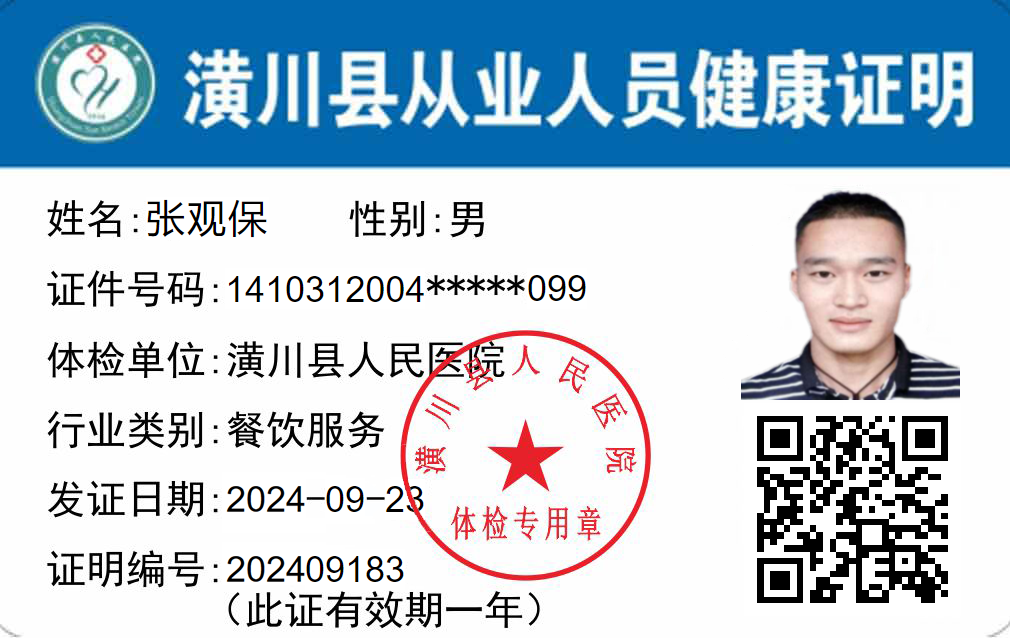 潢川县从业人员健康证明
姓名:张观保 性别:男
证件号码:1410312004*****099
体检单位:潢川县人民医院
行业类别:餐饮服务
发证日期:2024-09-23
证明编号:202409183
（此证有效期一年）
潢川县人民医院
体检专用章